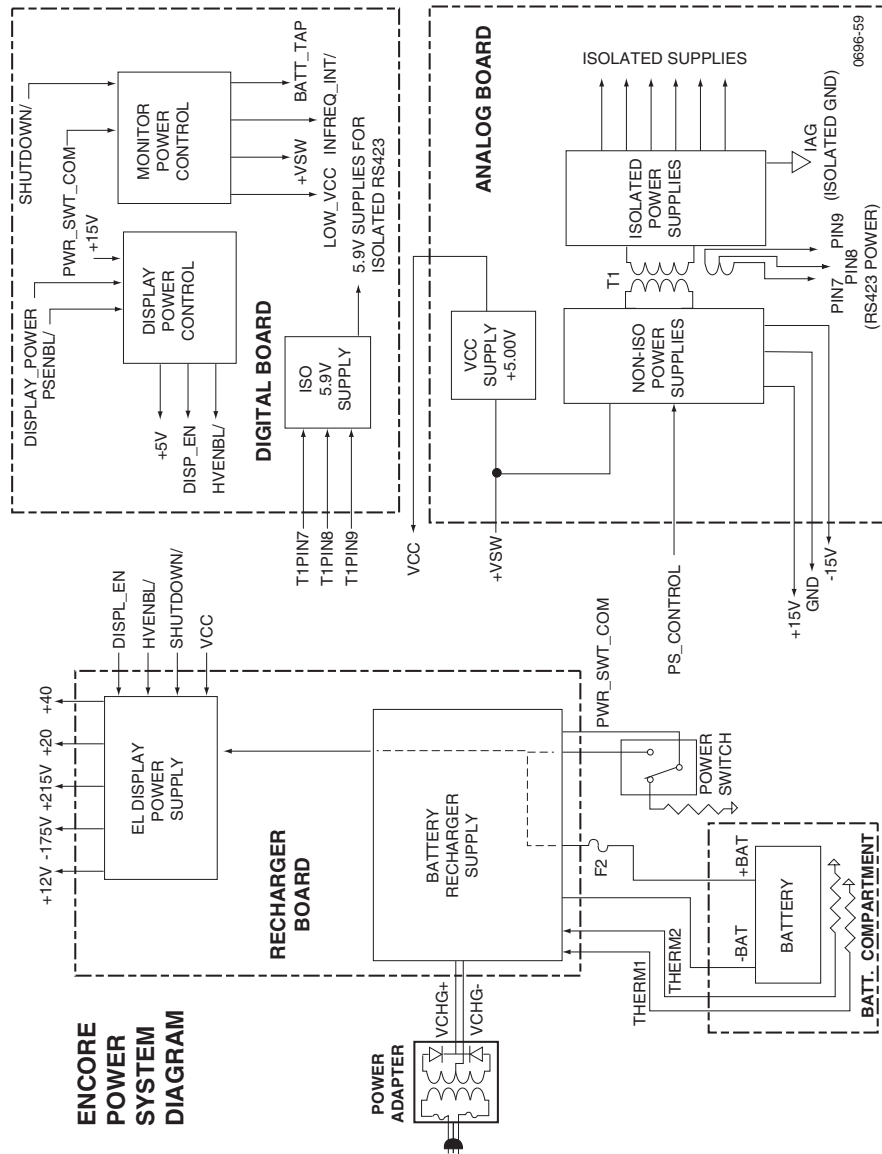 ENCORE
POWER
SYSTEM
DIAGRAM
POWER
ADAPTER
VCHG+
VCHG-
RECHARGER
BOARD
+12V
-175V
+215V
+20
+40
EL DISPLAY
POWER
SUPPLY
DISPL_EN
HVENBL/
SHUTDOWN/
VCC
BATTERY
RECHARGER
SUPPLY
THERM1
THERM2
F2
PWR_SWT_COM
POWER
SWITCH
-BAT
+BAT
BATTERY
BATT. COMPARTMENT
DISPLAY_POWER
PSENBL/
PWR_SWT_COM
+15V
SHUTDOWN/
DISPLAY
POWER
CONTROL
MONITOR
POWER
CONTROL
+5V
DISP_EN
HVENBL/
LOW_VCC
+VSW
INFREQ_INT/
BATT_TAP
DIGITAL BOARD
T1PIN7
T1PIN8
T1PIN9
ISO
5.9V
SUPPLY
5.9V SUPPLIES FOR
ISOLATED RS423
ANALOG BOARD
VCC
+VSW
PS_CONTROL
VCC
SUPPLY
+5.00V
NON-ISO
POWER
SUPPLIES
T1
ISOLATED
POWER
SUPPLIES
ISOLATED SUPPLIES
+15V
GND
-15V
PIN7
PIN8
PIN9
(RS423 POWER)
IAG
(ISOLATED GND)
0696-59